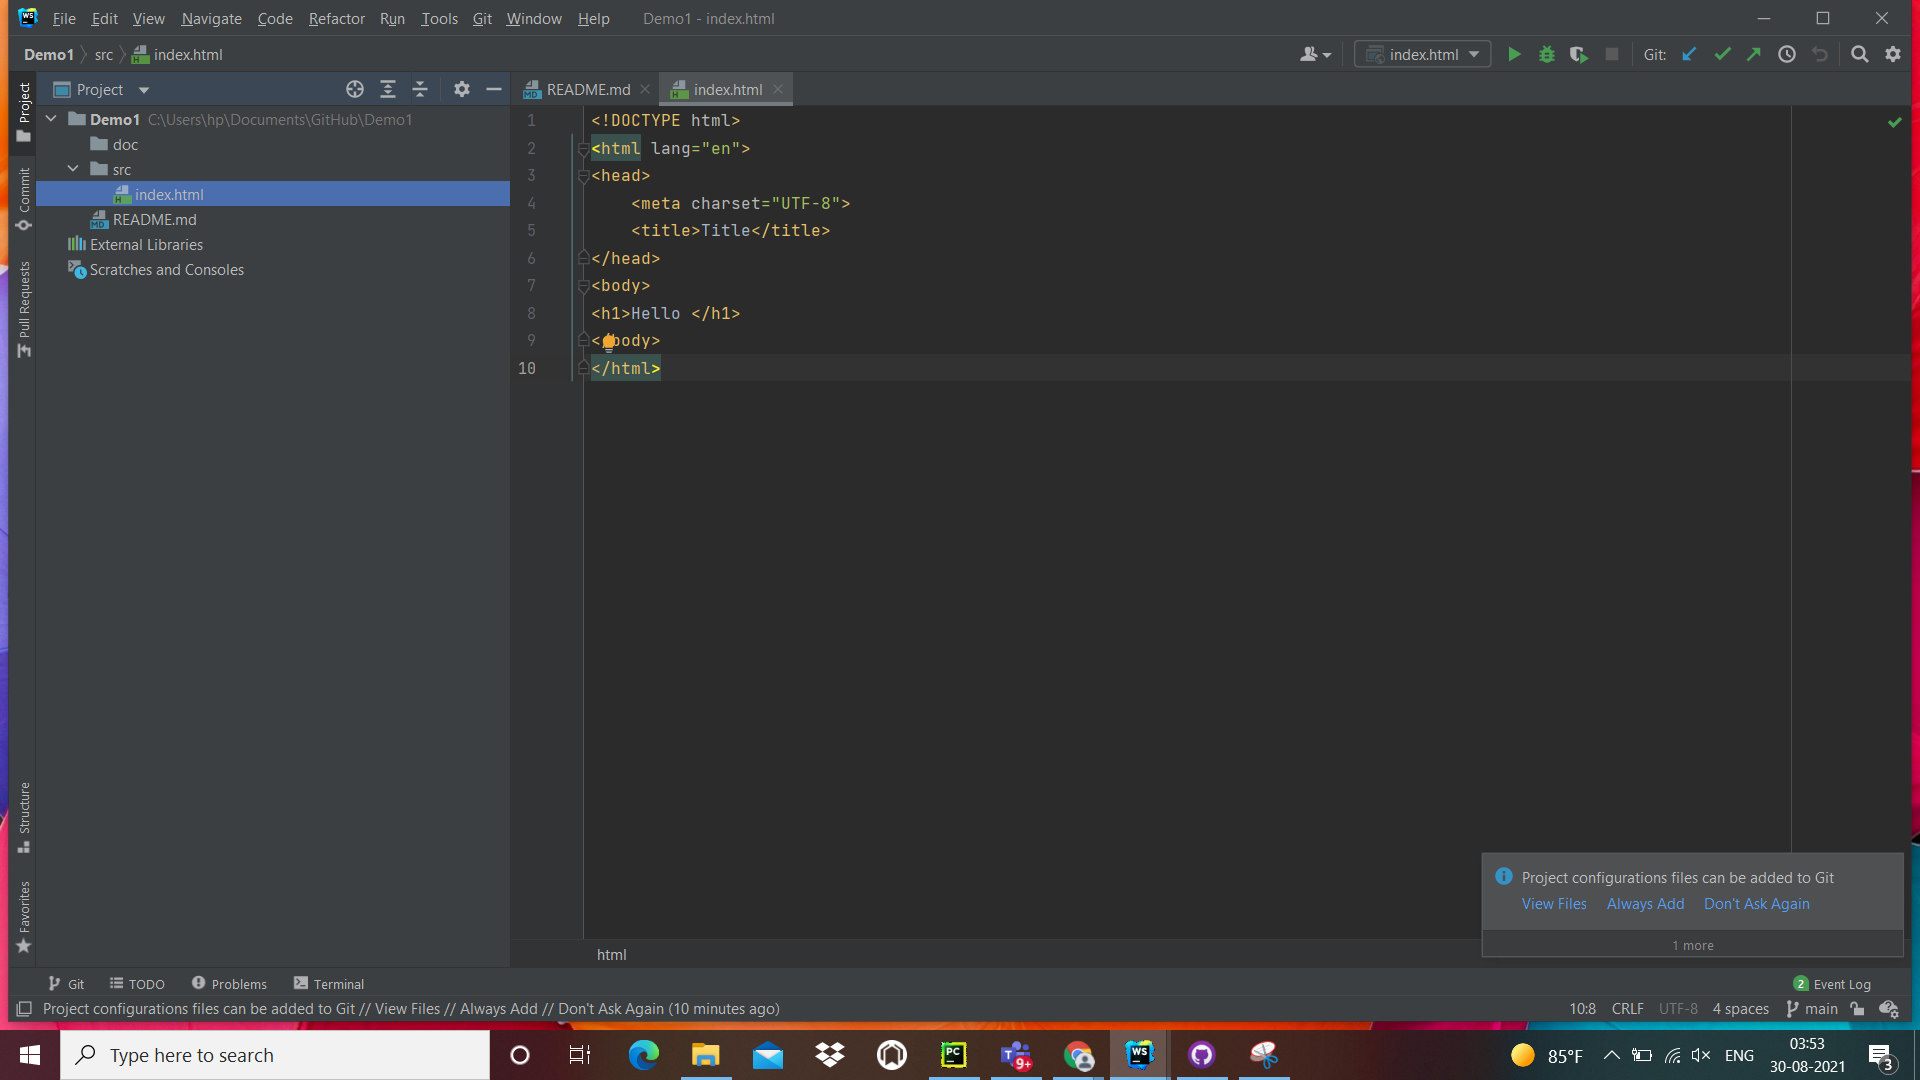 File Edit View Navigate Code Refactor Run Tools Git Window Help Demo1 - index.html
Demo1 src index.html
index.html Git:
Project
README.md index.html
Project
Commit
Pull Requests
Structure
Favorites
Demo1 C:\Users\hp\Documents\GitHub\Demo1
doc
src
index.html
README.md
External Libraries
Scratches and Consoles
1 <!DOCTYPE html>
2 <html lang="en">
3 <head>
4 <meta charset="UTF-8">
5 <title>Title</title>
6 </head>
7 <body>
8 <h1>Hello </h1>
9 < body>
10 </html>
Project configurations files can be added to Git
View Files Always Add Don't Ask Again
1 more
html
Git TODO Problems Terminal
2 Event Log
Project configurations files can be added to Git // View Files // Always Add // Don't Ask Again (10 minutes ago)
10:8 CRLF UTF-8 4 spaces main
Type here to search
PC
T 9+
WS
85°F ENG
03:53
30-08-2021
3